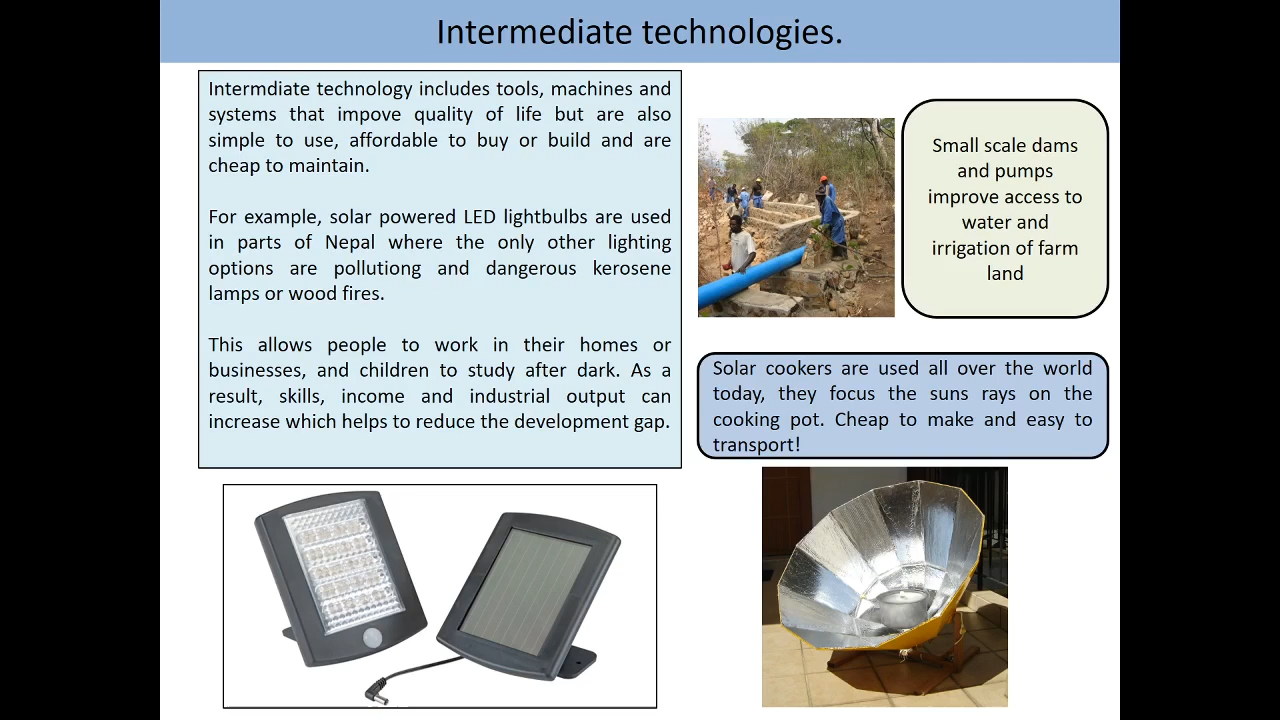 Intermediate technologies.
Intermdiate technology includes tools, machines and
systems that impove quality of life but are also
simple to use, affordable to buy or build and are
cheap to maintain.
For example, solar powered LED lightbulbs are used
in parts of Nepal where the only other lighting
options are pollutiong and dangerous kerosene
lamps or wood fires.
This allows people to work in their homes or
businesses, and children to study after dark. As a
result, skills, income and industrial output can
increase which helps to reduce the development gap.
Small scale dams
and pumps
improve access to
water and
irrigation of farm
land
Solar cookers are used all over the world
today, they focus the suns rays on the
cooking pot. Cheap to make and easy to
transport!